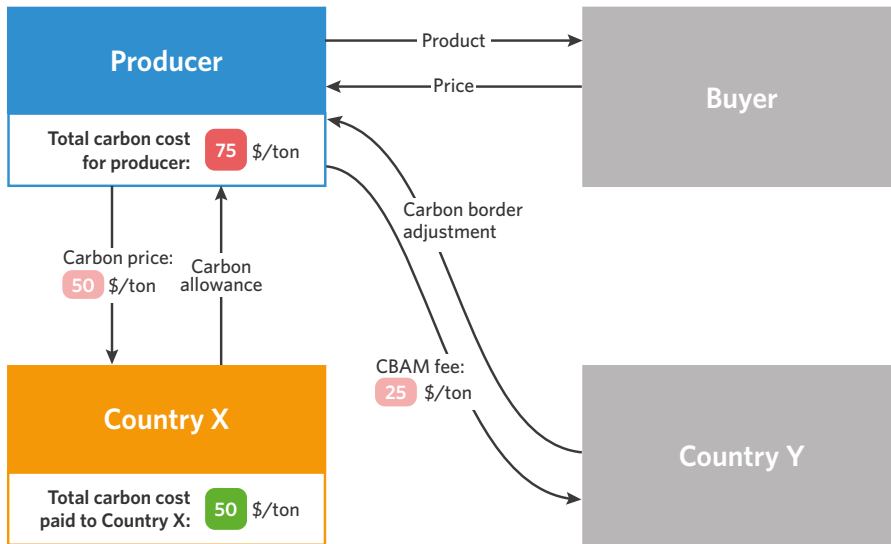 Producer
Total carbon cost
for producer: 75 $/ton
Product
Price
Buyer
Carbon border
adjustment
Carbon price:
50 $/ton
Carbon
allowance
CBAM fee:
25 $/ton
Country X
Total carbon cost
paid to Country X: 50 $/ton
Country Y